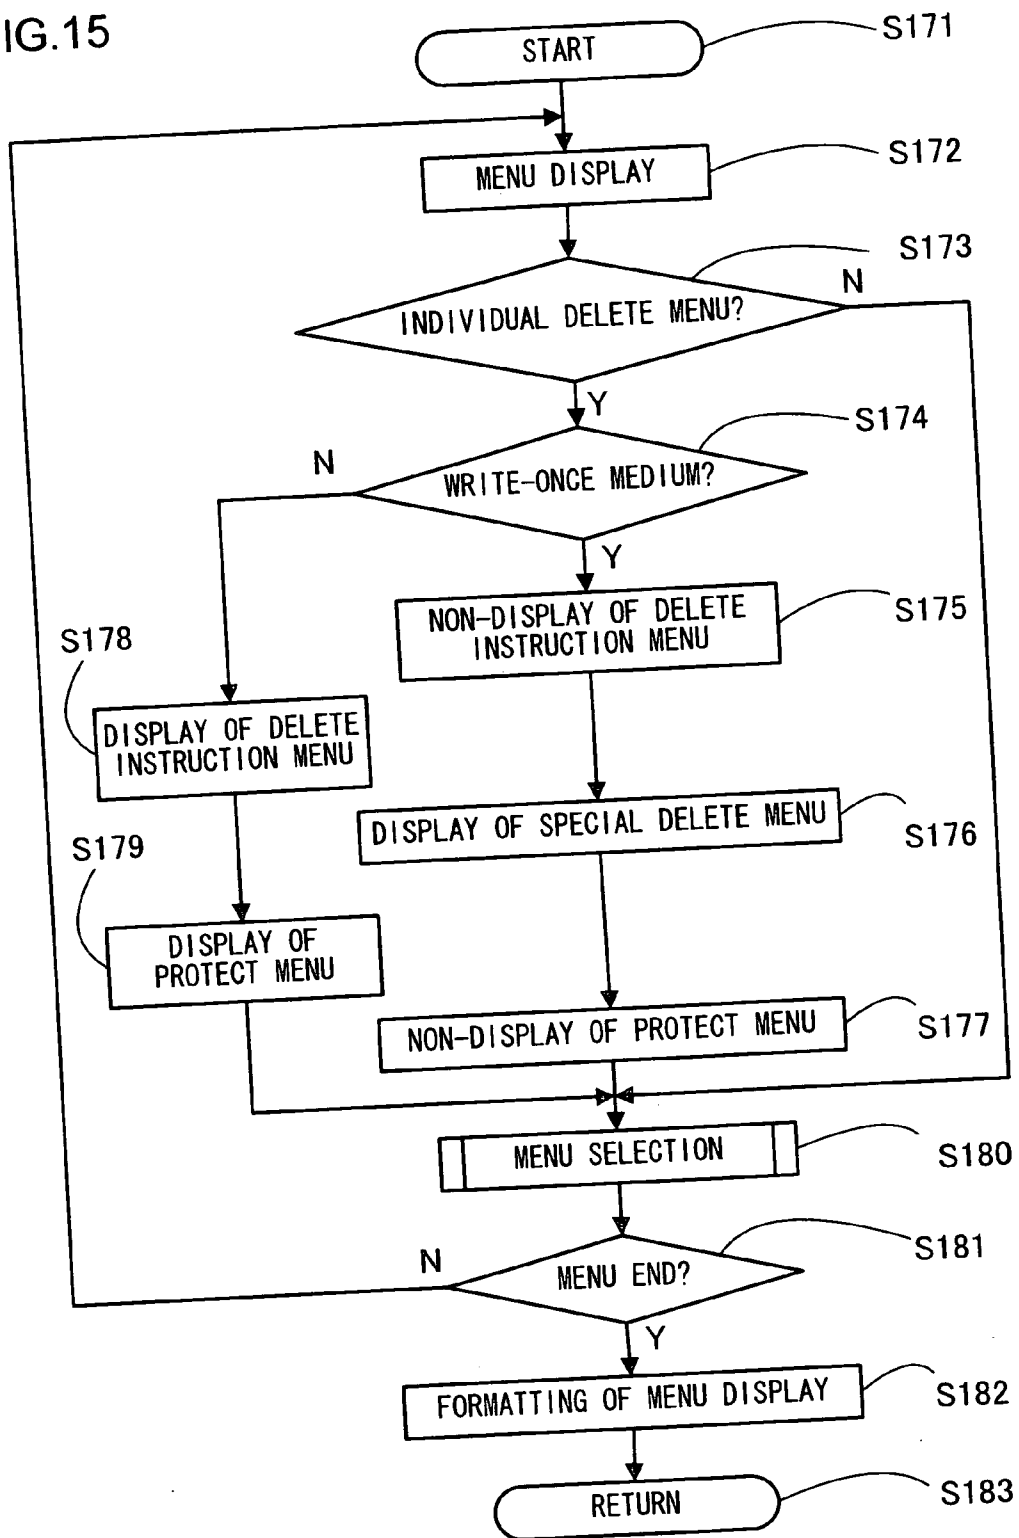 IG.15
START
S171
MENU DISPLAY
S172
S173
INDIVIDUAL DELETE MENU?
N
Y
S174
N
WRITE-ONCE MEDIUM?
Y
NON-DISPLAY OF DELETE
INSTRUCTION MENU
S175
S178
DISPLAY OF DELETE
INSTRUCTION MENU
DISPLAY OF SPECIAL DELETE MENU
S176
S179
DISPLAY OF
PROTECT MENU
NON-DISPLAY OF PROTECT MENU
S177
MENU SELECTION
S180
S181
N
MENU END?
Y
FORMATTING OF MENU DISPLAY
S182
RETURN
S183